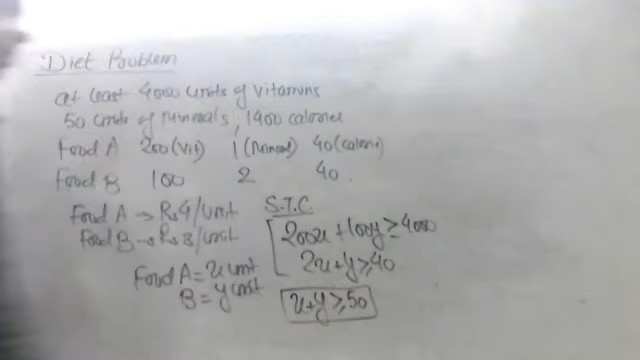 Diet Problem
at least 4000 units of vitamins
50 units of Minerals, 1400 calories
Food A 200 (Vit) 1 (Mineral) 40 (Calorie)
Food B 100 2 40.
Food A → Rs 4/unit S.T.C
Food B → Rs 3/unit 200x + 100y ≥ 4000
2x + y ≥ 40
Food A = x unit
B = y unit
x + y ≥ 50